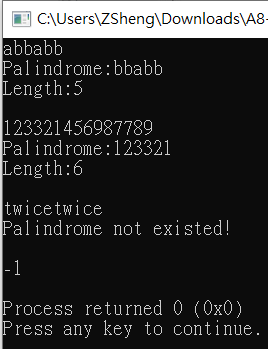 C:\Users\ZSheng\Downloads\A8-
abbabb
Palindrome:bbabb
Length:5
123321456987789
Palindrome:123321
Length:6
twicetwice
Palindrome not existed!
-1
Process returned 0 (0x0)
Press any key to continue.